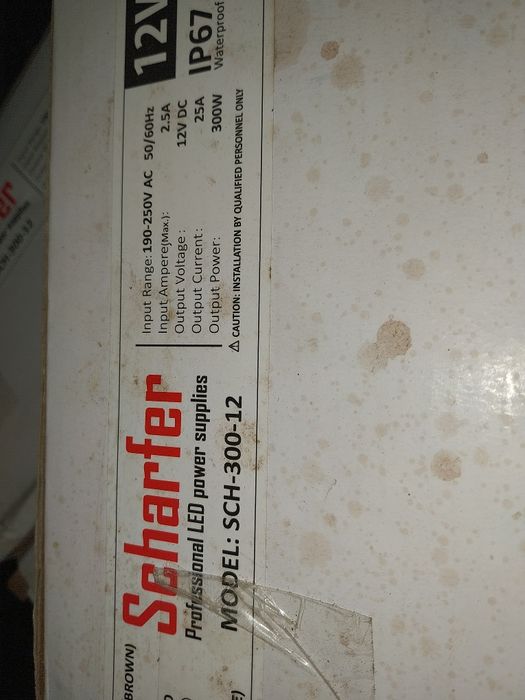 BROWN)
E)
Scharfer
Professional LED power supplies
MODEL: SCH-300-12
Input Range: 190-250V AC 50/60Hz
Input Ampere(Max.): 2.5A
Output Voltage: 12V DC
Output Current: 25A
Output Power: 300W
⚠ CAUTION: INSTALLATION BY QUALIFIED PERSONNEL ONLY
12V
IP67
Waterproof
er